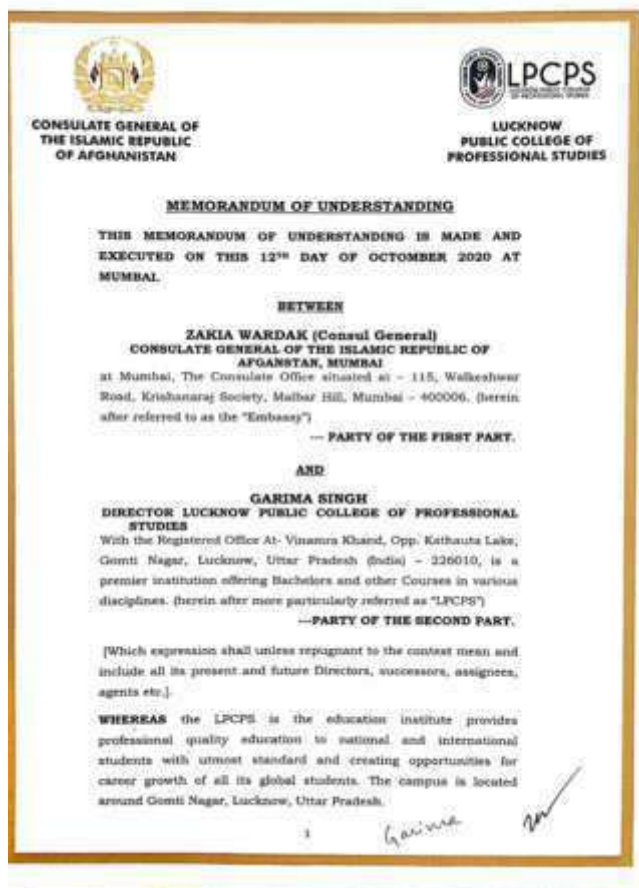 LPCPS
CONSULATE GENERAL OF
THE ISLAMIC REPUBLIC
OF AFGHANISTAN
LUCKNOW
PUBLIC COLLEGE OF
PROFESSIONAL STUDIES
MEMORANDUM OF UNDERSTANDING
THIS MEMORANDUM OF UNDERSTANDING IS MADE AND
EXECUTED ON THIS 12TH DAY OF OCTOMBER 2020 AT
MUMBAI.
BETWEEN
ZAKIA WARDAK (Consul General)
CONSULATE GENERAL OF THE ISLAMIC REPUBLIC OF
AFGANSTAN, MUMBAI
at Mumbai, The Consulate Office situated at – 115, Walkeshwar
Road, Krishanaraj Society, Malbar Hill, Mumbai – 400006. (herein
after referred to as the "Embassy")
--- PARTY OF THE FIRST PART.
AND
GARIMA SINGH
DIRECTOR LUCKNOW PUBLIC COLLEGE OF PROFESSIONAL
STUDIES
With the Registered Office At- Vinamra Khand, Opp. Kathauta Lake,
Gomti Nagar, Lucknow, Uttar Pradesh (India) – 226010, is a
premier institution offering Bachelors and other Courses in various
disciplines. (herein after more particularly referred as "LPCPS")
---PARTY OF THE SECOND PART.
[Which expression shall unless repugnant to the context mean and
include all its present and future Directors, successors, assignees,
agents etc.].
WHEREAS the LPCPS is the education institute provides
professional quality education to national and international
students with utmost standard and creating opportunities for
career growth of all its global students. The campus is located
around Gomti Nagar, Lucknow, Uttar Pradesh.
1
Garima